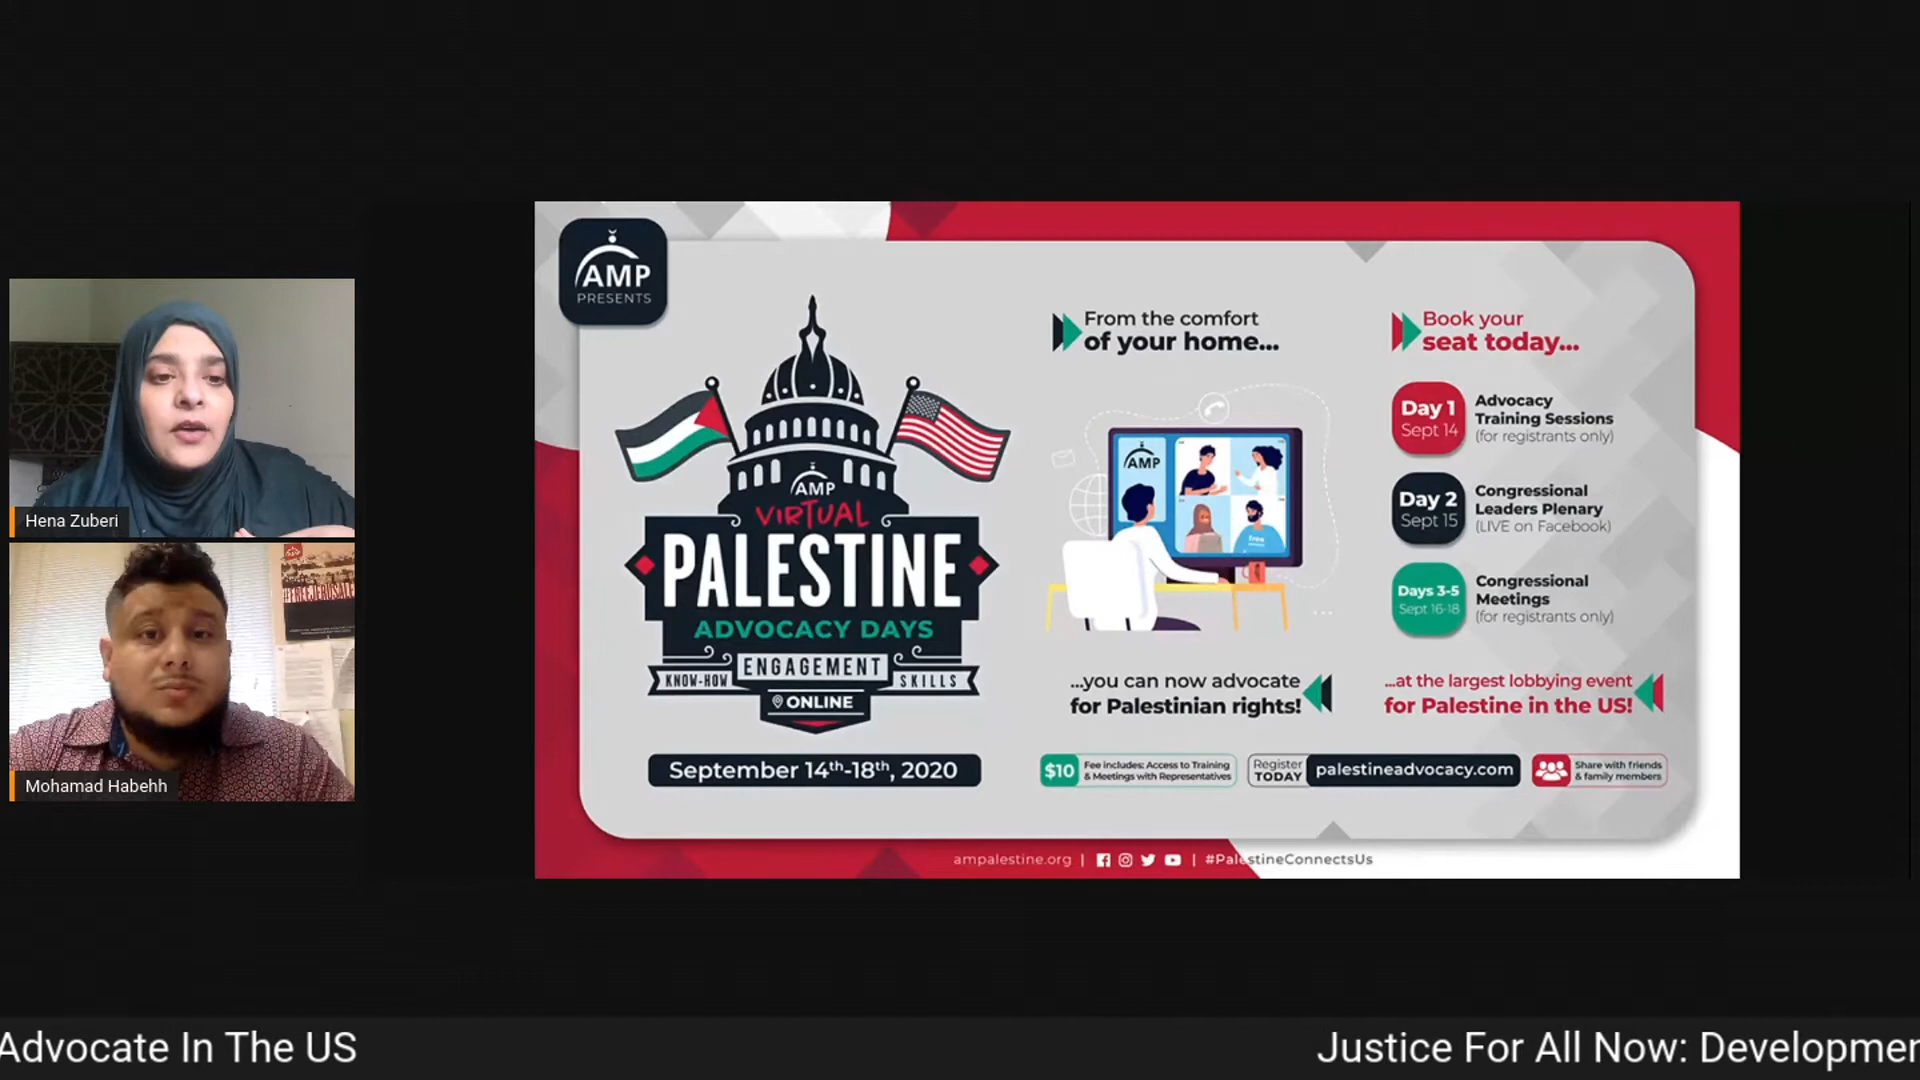 AMP
PRESENTS
AMP
VIRTUAL
PALESTINE
ADVOCACY DAYS
ENGAGEMENT
KNOW-HOW
SKILLS
ONLINE
September 14th-18th, 2020
From the comfort
of your home...
AMP
free
...you can now advocate
for Palestinian rights!
Book your
seat today...
Day 1
Sept 14
Advocacy
Training Sessions
(for registrants only)
Day 2
Sept 15
Congressional
Leaders Plenary
(LIVE on Facebook)
Days 3-5
Sept 16-18
Congressional
Meetings
(for registrants only)
...at the largest lobbying event
for Palestine in the US!
$10
Fee includes: Access to Training
& Meetings with Representatives
Register
TODAY
palestineadvocacy.com
Share with friends
& family members
ampalestine.org | | #PalestineConnectsUs
Hena Zuberi
#FREEJERUSALE
Mohamad Habehh
Advocate In The US
Justice For All Now: Developmen